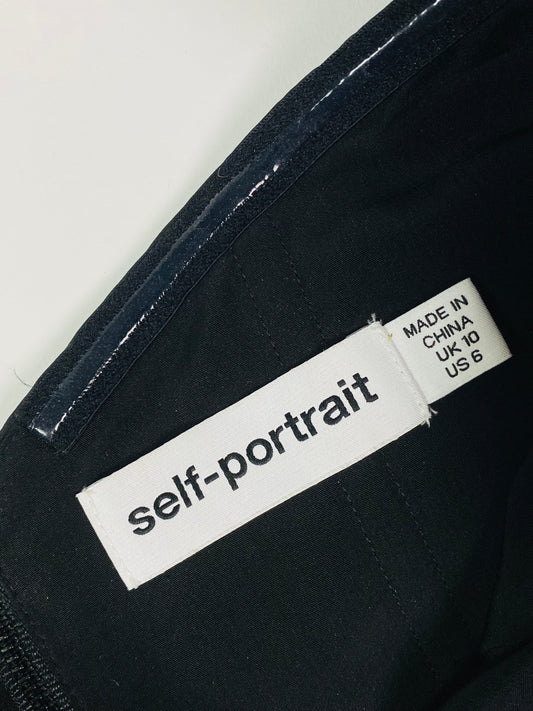 self-portrait
MADE IN
CHINA
UK 10
US 6